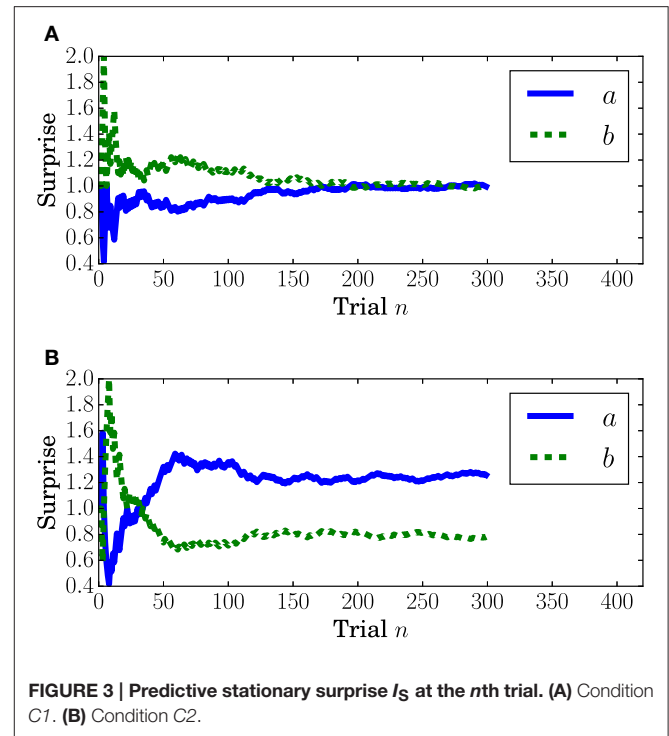 A
2.0
1.8
1.6
1.4
1.2
1.0
0.8
0.6
0.4
Surprise
a
b
0 50 100 150 200 250 300 350 400
Trial n
B
2.0
1.8
1.6
1.4
1.2
1.0
0.8
0.6
0.4
Surprise
a
b
0 50 100 150 200 250 300 350 400
Trial n
FIGURE 3 | Predictive stationary surprise IS at the nth trial. (A) Condition
C1. (B) Condition C2.